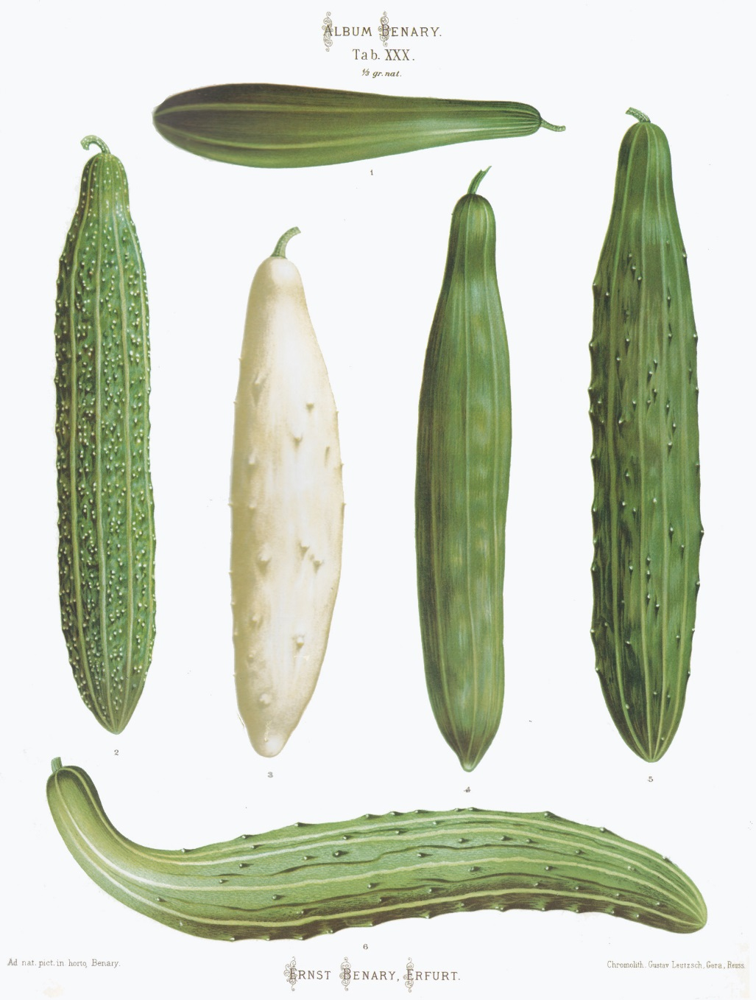 ALBUM BENARY.
Tab. XXX.
1/3 gr. nat.
1
2
3
4
5
6
Ad nat. pict. in horto, Benary.
Chromolith. Gustav Leutzsch, Gera, Reuss.
ERNST BENARY, ERFURT.